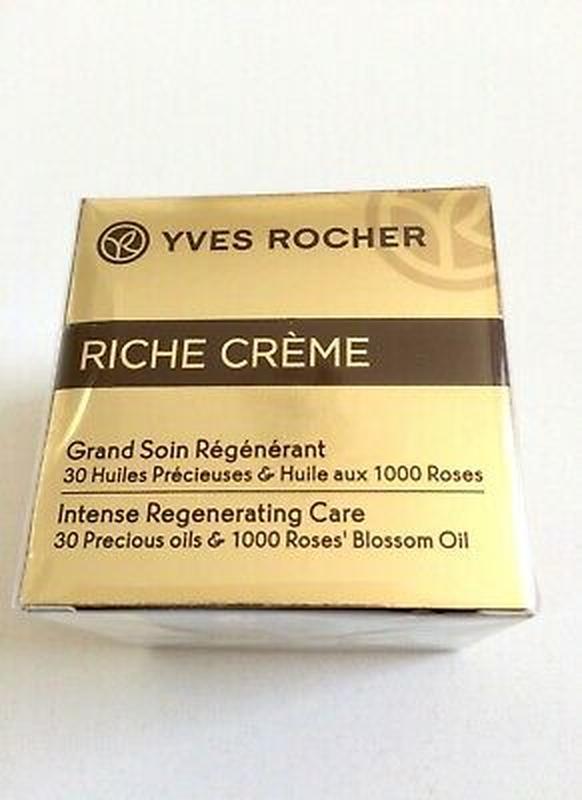 YVES ROCHER
RICHE CRÈME
Grand Soin Régénérant
30 Huiles Précieuses & Huile aux 1000 Roses
Intense Regenerating Care
30 Precious oils & 1000 Roses' Blossom Oil